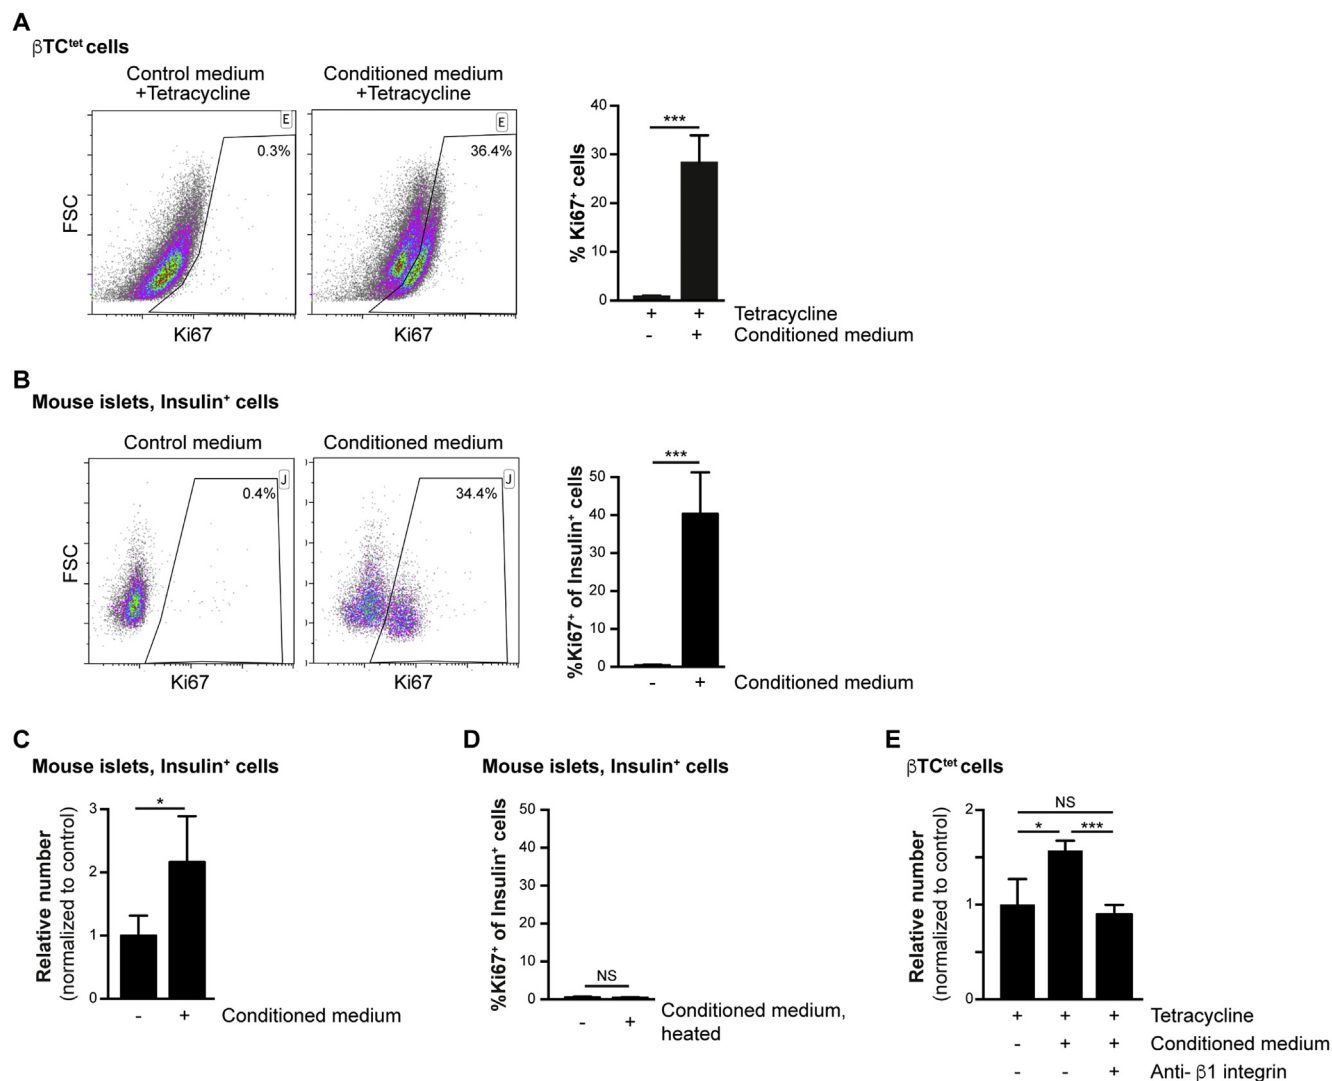 A
βTCtet cells
Control medium
+Tetracycline
Conditioned medium
+Tetracycline
E
0.3%
FSC
Ki67
E
36.4%
Ki67
% Ki67+ cells
40
30
20
10
0
***
+ + Tetracycline
- + Conditioned medium
B
Mouse islets, Insulin+ cells
Control medium
Conditioned medium
J
0.4%
FSC
Ki67
J
34.4%
Ki67
%Ki67+ of Insulin+ cells
50
40
30
20
10
0
***
- + Conditioned medium
C
Mouse islets, Insulin+ cells
Relative number
(normalized to control)
3
2
1
0
*
- + Conditioned medium
D
Mouse islets, Insulin+ cells
%Ki67+ of Insulin+ cells
50
40
30
20
10
0
NS
- + Conditioned medium,
heated
E
βTCtet cells
Relative number
(normalized to control)
2
1
0
NS
* ***
+ + + Tetracycline
- + + Conditioned medium
- - + Anti- β1 integrin